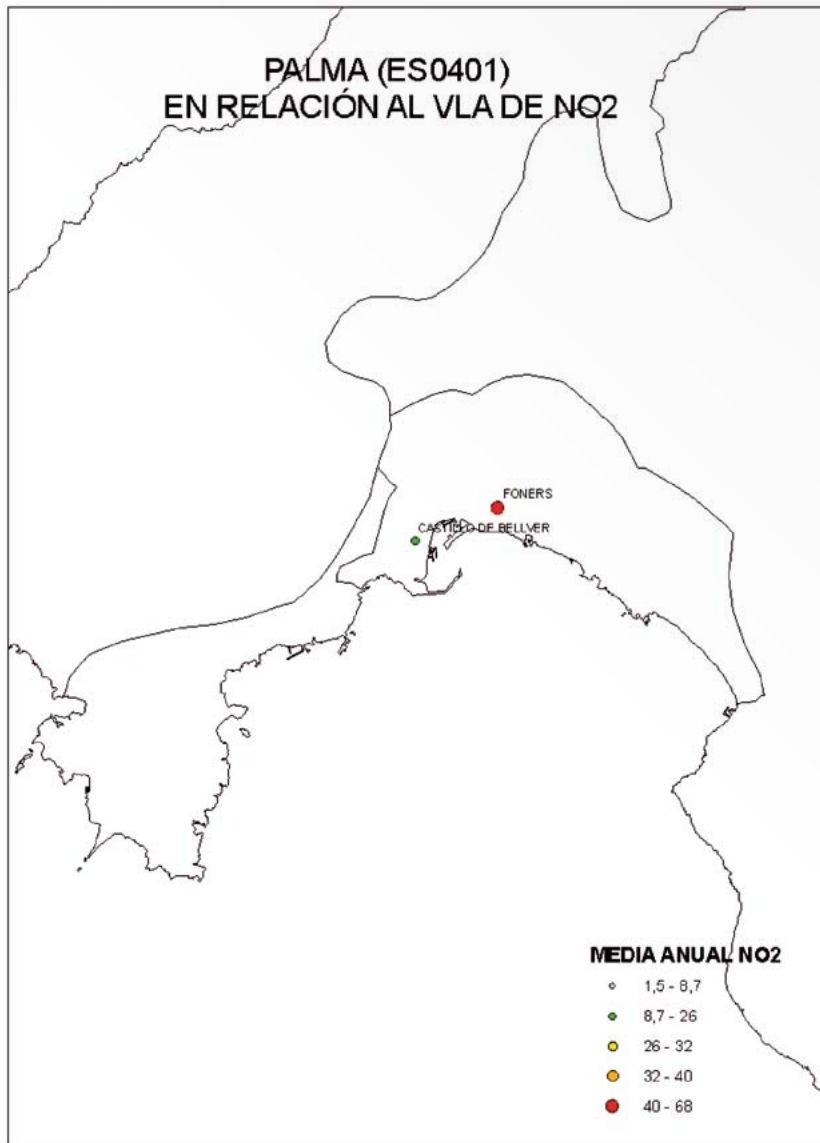 PALMA (ES0401)
EN RELACIÓN AL VLA DE NO2
FONERS
CASTILLO DE BELLVER
MEDIA ANUAL NO2
1,5 - 8,7
8,7 - 26
26 - 32
32 - 40
40 - 68